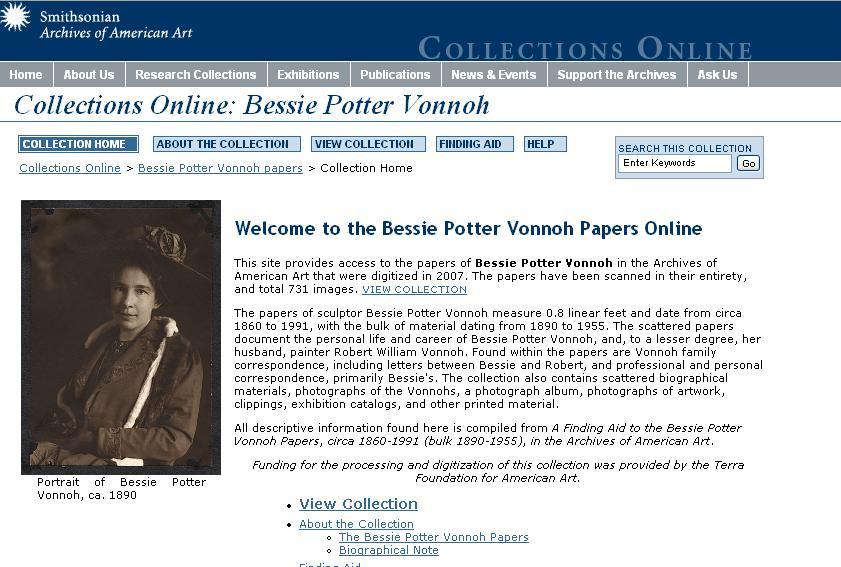 Smithsonian
Archives of American Art
COLLECTIONS ONLINE
Home About Us Research Collections Exhibitions Publications News & Events Support the Archives Ask Us
Collections Online: Bessie Potter Vonnoh
COLLECTION HOME ABOUT THE COLLECTION VIEW COLLECTION FINDING AID HELP
SEARCH THIS COLLECTION
Enter Keywords Go
Collections Online > Bessie Potter Vonnoh papers > Collection Home
Welcome to the Bessie Potter Vonnoh Papers Online
This site provides access to the papers of Bessie Potter Vonnoh in the Archives of
American Art that were digitized in 2007. The papers have been scanned in their entirety,
and total 731 images. VIEW COLLECTION
The papers of sculptor Bessie Potter Vonnoh measure 0.8 linear feet and date from circa
1860 to 1991, with the bulk of material dating from 1890 to 1955. The scattered papers
document the personal life and career of Bessie Potter Vonnoh, and, to a lesser degree, her
husband, painter Robert William Vonnoh. Found within the papers are Vonnoh family
correspondence, including letters between Bessie and Robert, and professional and personal
correspondence, primarily Bessie's. The collection also contains scattered biographical
materials, photographs of the Vonnohs, a photograph album, photographs of artwork,
clippings, exhibition catalogs, and other printed material.
All descriptive information found here is compiled from A Finding Aid to the Bessie Potter
Vonnoh Papers, circa 1860-1991 (bulk 1890-1955), in the Archives of American Art.
Funding for the processing and digitization of this collection was provided by the Terra
Foundation for American Art.
Portrait of Bessie Potter
Vonnoh, ca. 1890
View Collection
About the Collection
The Bessie Potter Vonnoh Papers
Biographical Note
Finding Aid